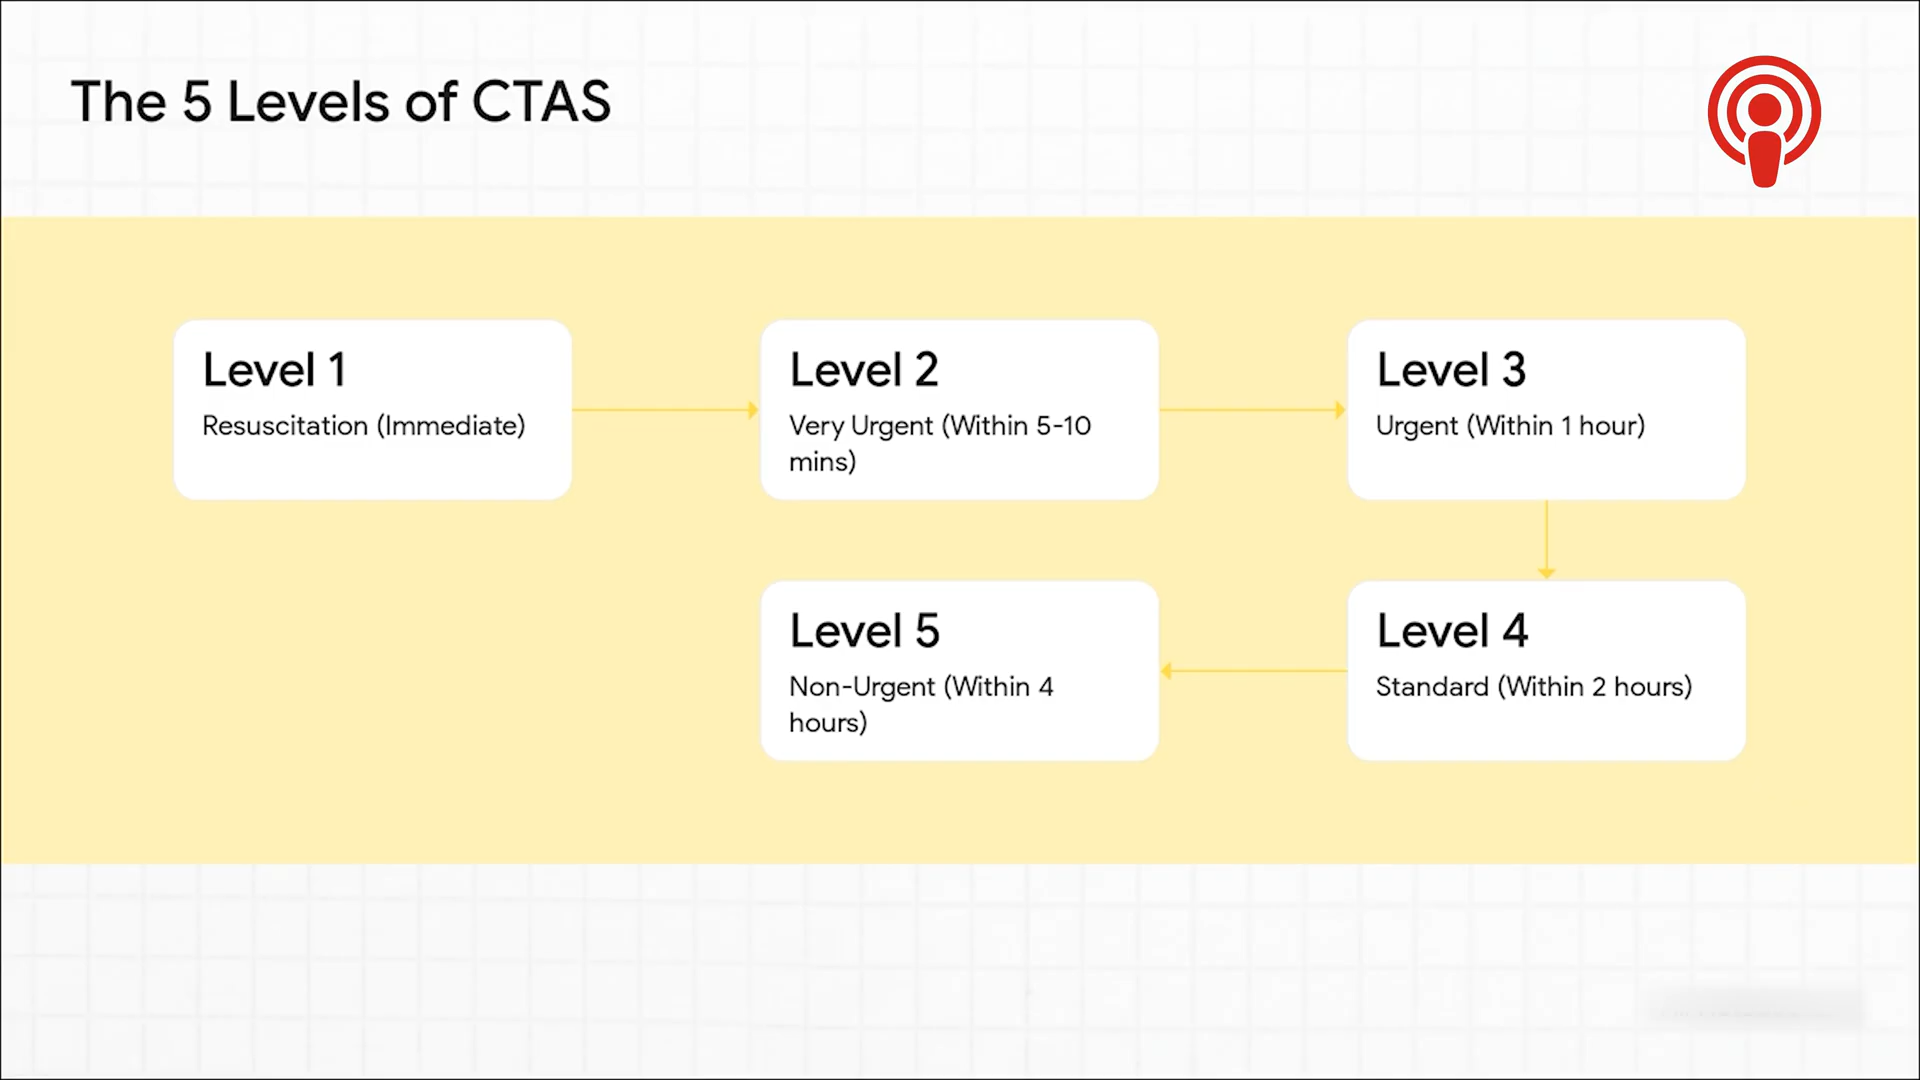 The 5 Levels of CTAS
Level 1
Resuscitation (Immediate)
Level 2
Very Urgent (Within 5-10
mins)
Level 3
Urgent (Within 1 hour)
Level 4
Standard (Within 2 hours)
Level 5
Non-Urgent (Within 4
hours)